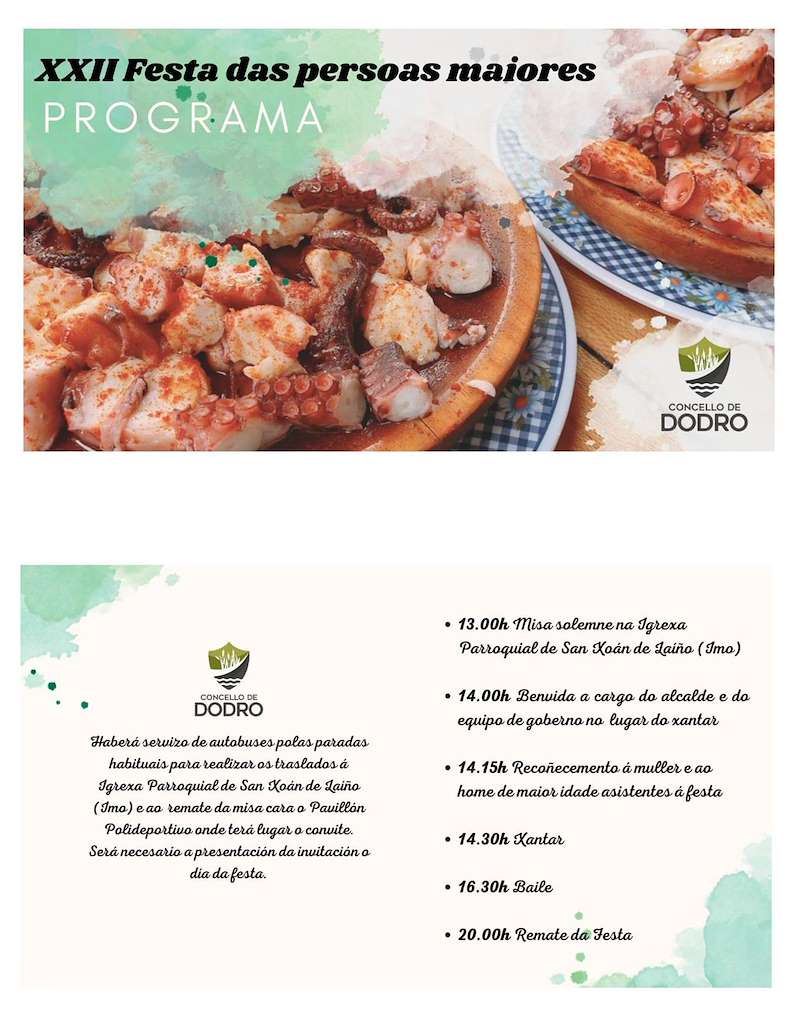 XXII Festa das persoas maiores
PROGRAMA
CONCELLO DE
DODRO
CONCELLO DE
DODRO
Haberá servizo de autobuses polas paradas
habituais para realizar os traslados á
Igrexa Parroquial de San Xoán de Laíño
(Imo) e ao remate da misa cara o Pavillón
Polideportivo onde terá lugar o convite.
Será necesario a presentación da invitación o
dia da festa.
• 13.00h Misa solemne na Igrexa
Parroquial de San Xoán de Laíño (Imo)
• 14.00h Benvida a cargo do alcalde e do
equipo de goberno no lugar do xantar
• 14.15h Recoñecemento á muller e ao
home de maior idade asistentes á festa
• 14.30h Xantar
• 16.30h Baile
• 20.00h Remate da Festa